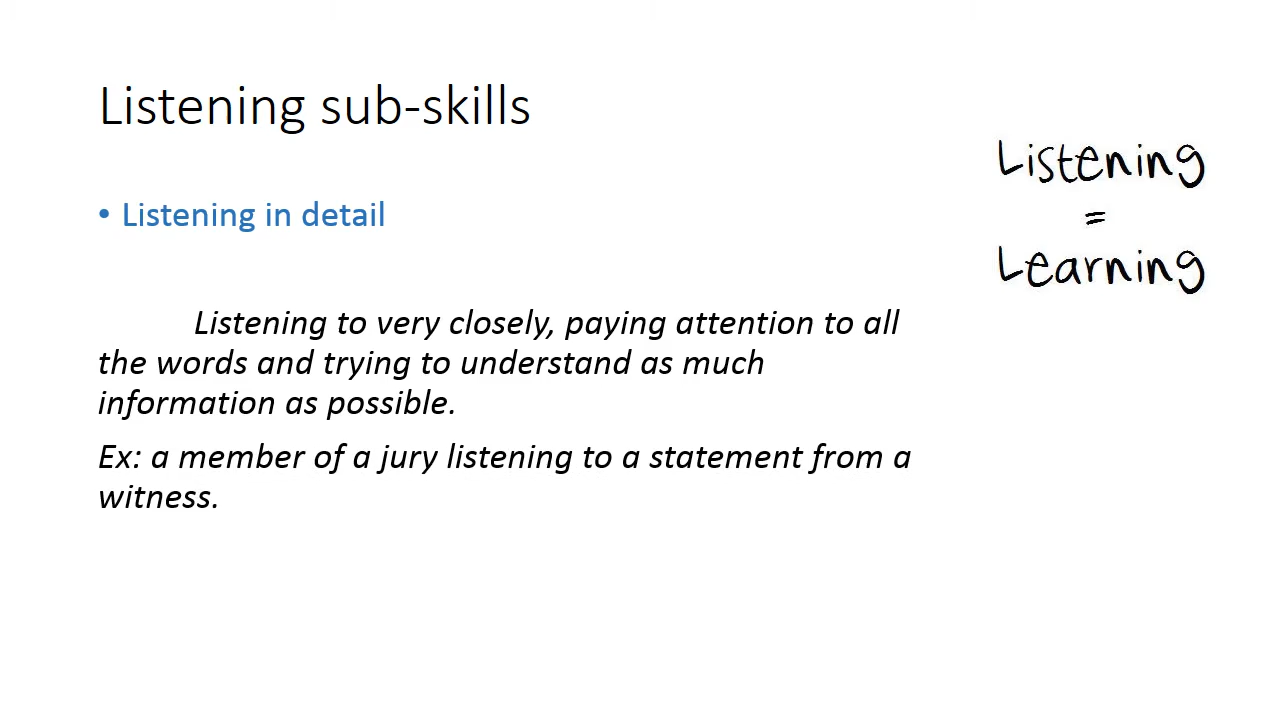 Listening sub-skills
• Listening in detail
Listening to very closely, paying attention to all
the words and trying to understand as much
information as possible.
Ex: a member of a jury listening to a statement from a
witness.
Listening
=
Learning